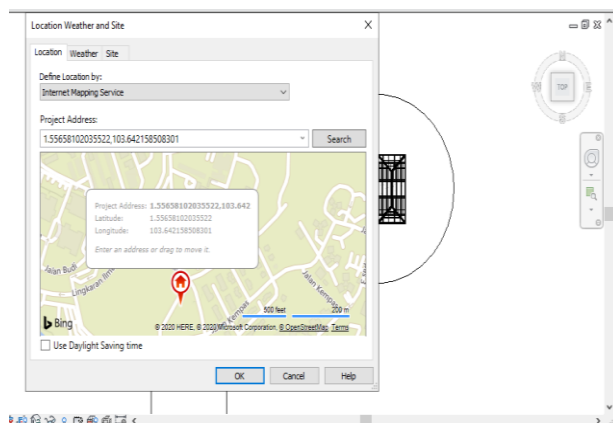 Location Weather and Site
Location Weather Site
Define Location by:
Internet Mapping Service
Project Address:
1.55658102035522,103.642158508301
Search
Project Address: 1.55658102035522,103.642
Latitude: 1.55658102035522
Longitude: 103.642158508301
Enter an address or drag to move it.
Jalan Budi
Lingkaran Ilmu
Jalan Kempas
500 feet 200 m
Bing
© 2020 HERE, © 2020 Microsoft Corporation, © OpenStreetMap Terms
Use Daylight Saving time
OK Cancel Help
TOP